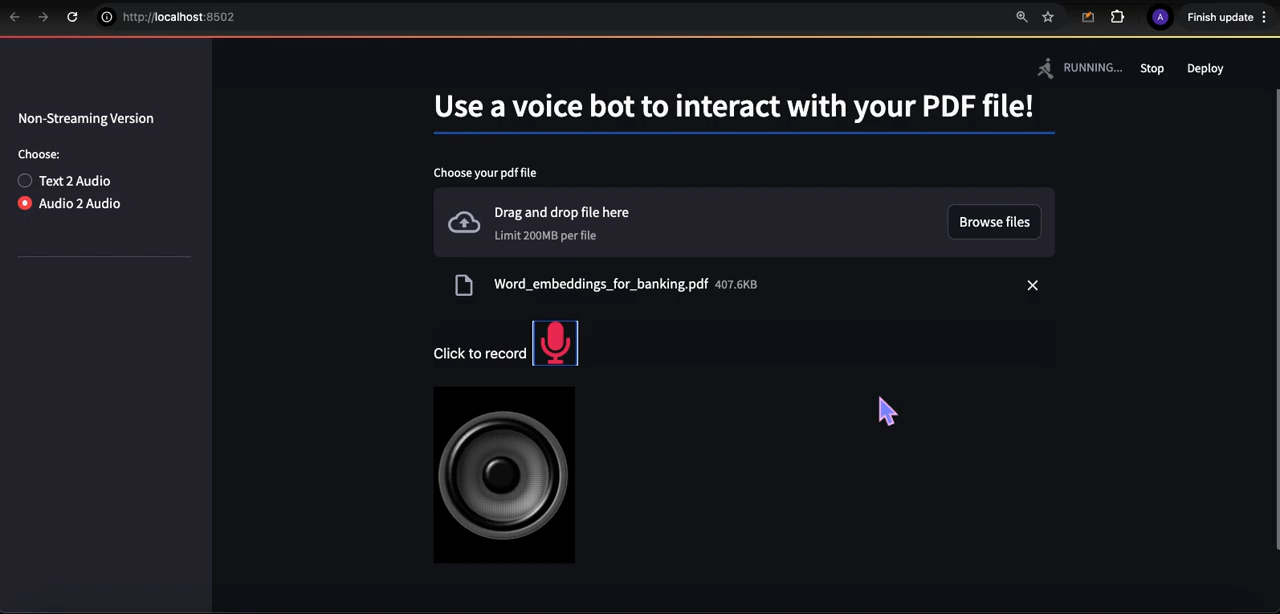 http://localhost:8502
A
Finish update
RUNNING...
Stop
Deploy
Non-Streaming Version
Choose:
Text 2 Audio
Audio 2 Audio
Use a voice bot to interact with your PDF file!
Choose your pdf file
Drag and drop file here
Limit 200MB per file
Browse files
Word_embeddings_for_banking.pdf 407.6KB
Click to record